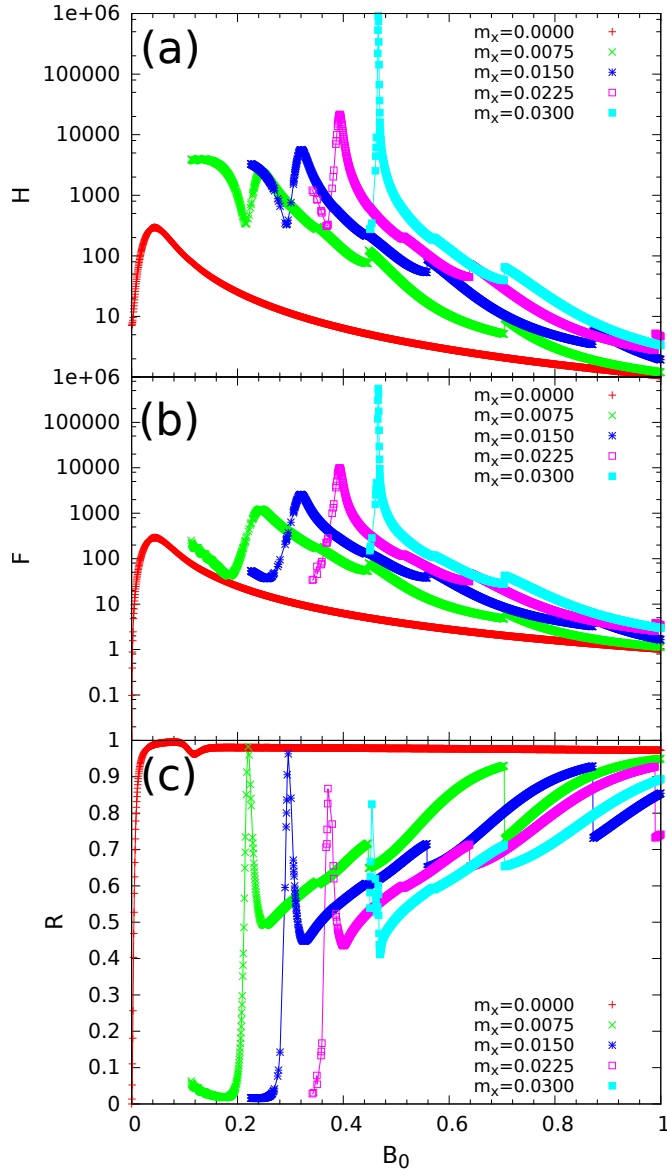 1e+06
(a)
m_x=0.0000
m_x=0.0075
m_x=0.0150
m_x=0.0225
m_x=0.0300
100000
10000
1000
100
10
H
1e+06
(b)
m_x=0.0000
m_x=0.0075
m_x=0.0150
m_x=0.0225
m_x=0.0300
100000
10000
1000
100
10
1
0.1
F
1
(c)
0.9
0.8
0.7
0.6
0.5
0.4
0.3
0.2
0.1
0
R
m_x=0.0000
m_x=0.0075
m_x=0.0150
m_x=0.0225
m_x=0.0300
0 0.2 0.4 0.6 0.8 1
B_0